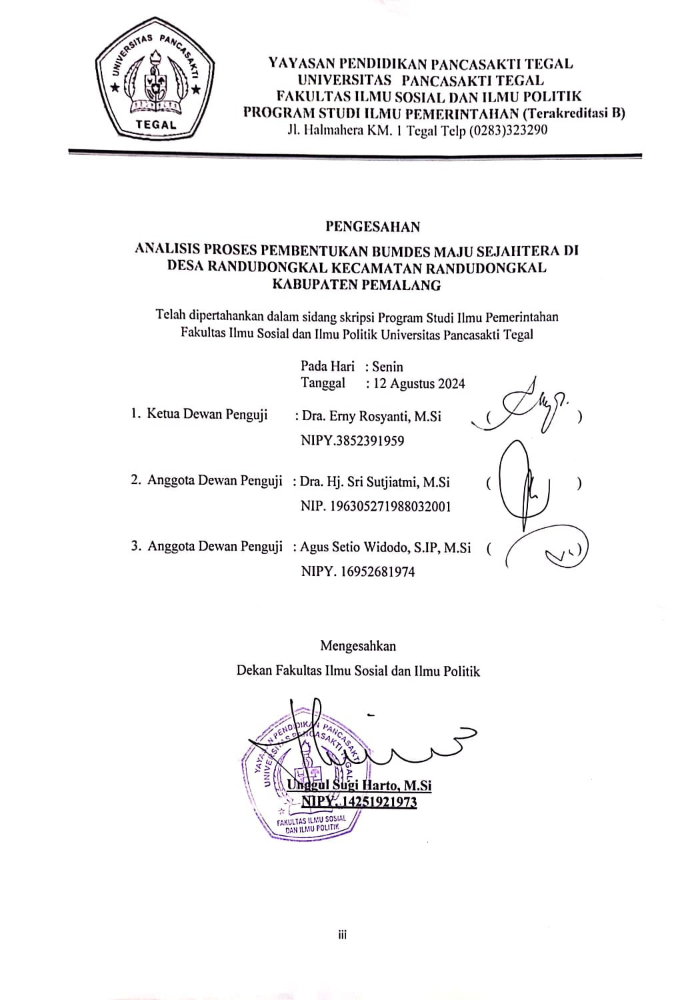 UNIVERSITAS PANCASAKTI
TEGAL
YAYASAN PENDIDIKAN PANCASAKTI TEGAL
UNIVERSITAS PANCASAKTI TEGAL
FAKULTAS ILMU SOSIAL DAN ILMU POLITIK
PROGRAM STUDI ILMU PEMERINTAHAN (Terakreditasi B)
Jl. Halmahera KM. 1 Tegal Telp (0283)323290
PENGESAHAN
ANALISIS PROSES PEMBENTUKAN BUMDES MAJU SEJAHTERA DI
DESA RANDUDONGKAL KECAMATAN RANDUDONGKAL
KABUPATEN PEMALANG
Telah dipertahankan dalam sidang skripsi Program Studi Ilmu Pemerintahan
Fakultas Ilmu Sosial dan Ilmu Politik Universitas Pancasakti Tegal
Pada Hari : Senin
Tanggal : 12 Agustus 2024
1. Ketua Dewan Penguji : Dra. Erny Rosyanti, M.Si ( )
NIPY.3852391959
2. Anggota Dewan Penguji : Dra. Hj. Sri Sutjiatmi, M.Si ( )
NIP. 196305271988032001
3. Anggota Dewan Penguji : Agus Setio Widodo, S.IP, M.Si ( )
NIPY. 16952681974
Mengesahkan
Dekan Fakultas Ilmu Sosial dan Ilmu Politik
YAYASAN PENDIDIKAN PANCASAKTI
UNIVERSITAS PANCASAKTI TEGAL
Unggul Sugi Harto, M.Si
NIPY. 14251921973
FAKULTAS ILMU SOSIAL
DAN ILMU POLITIK
iii